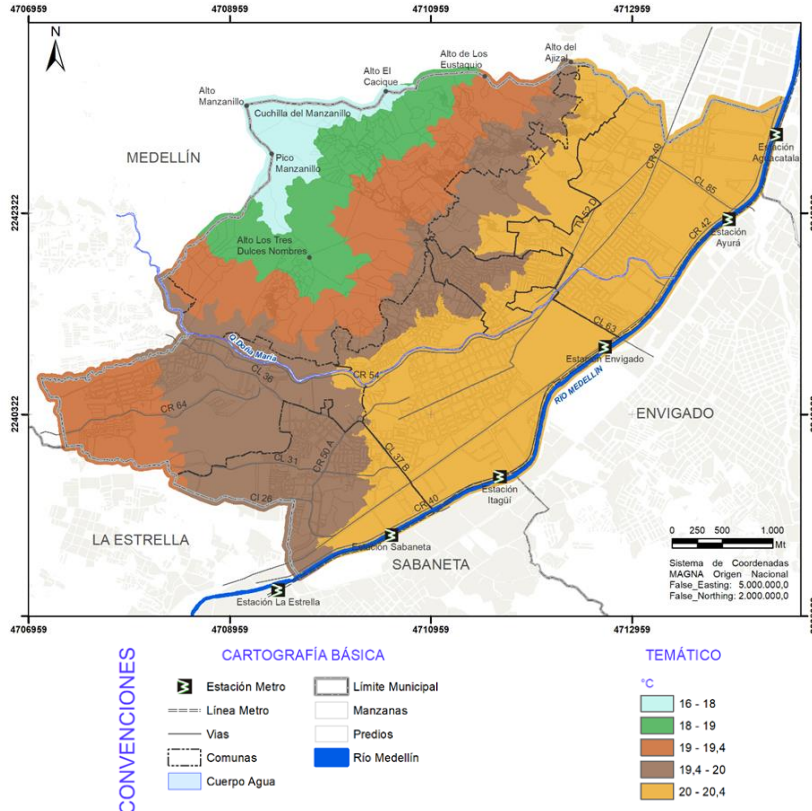 4706959
4708959
4710959
4712959
N
Alto del
Ajizal
Alto de Los
Eustaquio
Alto El
Cacique
Alto
Manzanillo
Cuchilla del Manzanillo
MEDELLÍN
Pico
Manzanillo
Estación
Aguacatala
CR 49
CL 85
2242322
TV 52 D
CR 42
Estación
Ayurá
Alto Los Tres
Dulces Nombres
Q Doña María
CL 63
Estación Envigado
CL 36
CR 54
RÍO MEDELLÍN
CR 64
ENVIGADO
2240322
CR 50 A
CL 37 B
CL 31
Estación
Itagüí
Cl 26
CR 40
LA ESTRELLA
Estación Sabaneta
SABANETA
0 250 500 1.000
Mt
Sistema de Coordenadas
MAGNA Origen Nacional
False_Easting: 5.000.000,0
False_Northing: 2.000.000,0
Estación La Estrella
4706959
4708959
4710959
4712959
CONVENCIONES
CARTOGRAFÍA BÁSICA
Estación Metro
Línea Metro
Vias
Comunas
Cuerpo Agua
Límite Municipal
Manzanas
Predios
Río Medellín
TEMÁTICO
°C
16 - 18
18 - 19
19 - 19,4
19,4 - 20
20 - 20,4